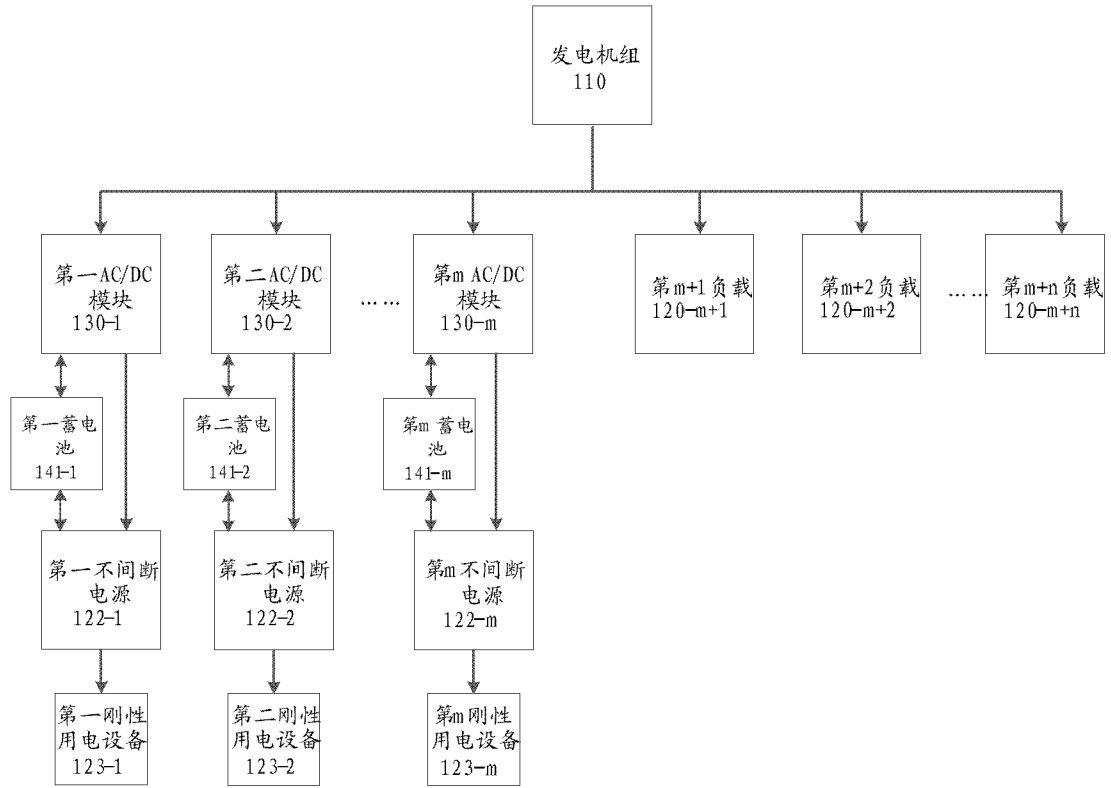 发电机组
110
第一AC/DC
模块
130-1
第二AC/DC
模块
130-2
……
第m AC/DC
模块
130-m
第m+1负载
120-m+1
第m+2负载
120-m+2
……
第m+n负载
120-m+n
第一蓄电
池
141-1
第二蓄电
池
141-2
第m 蓄电
池
141-m
第一不间断
电源
122-1
第二不间断
电源
122-2
第m不间断
电源
122-m
第一刚性
用电设备
123-1
第二刚性
用电设备
123-2
第m刚性
用电设备
123-m